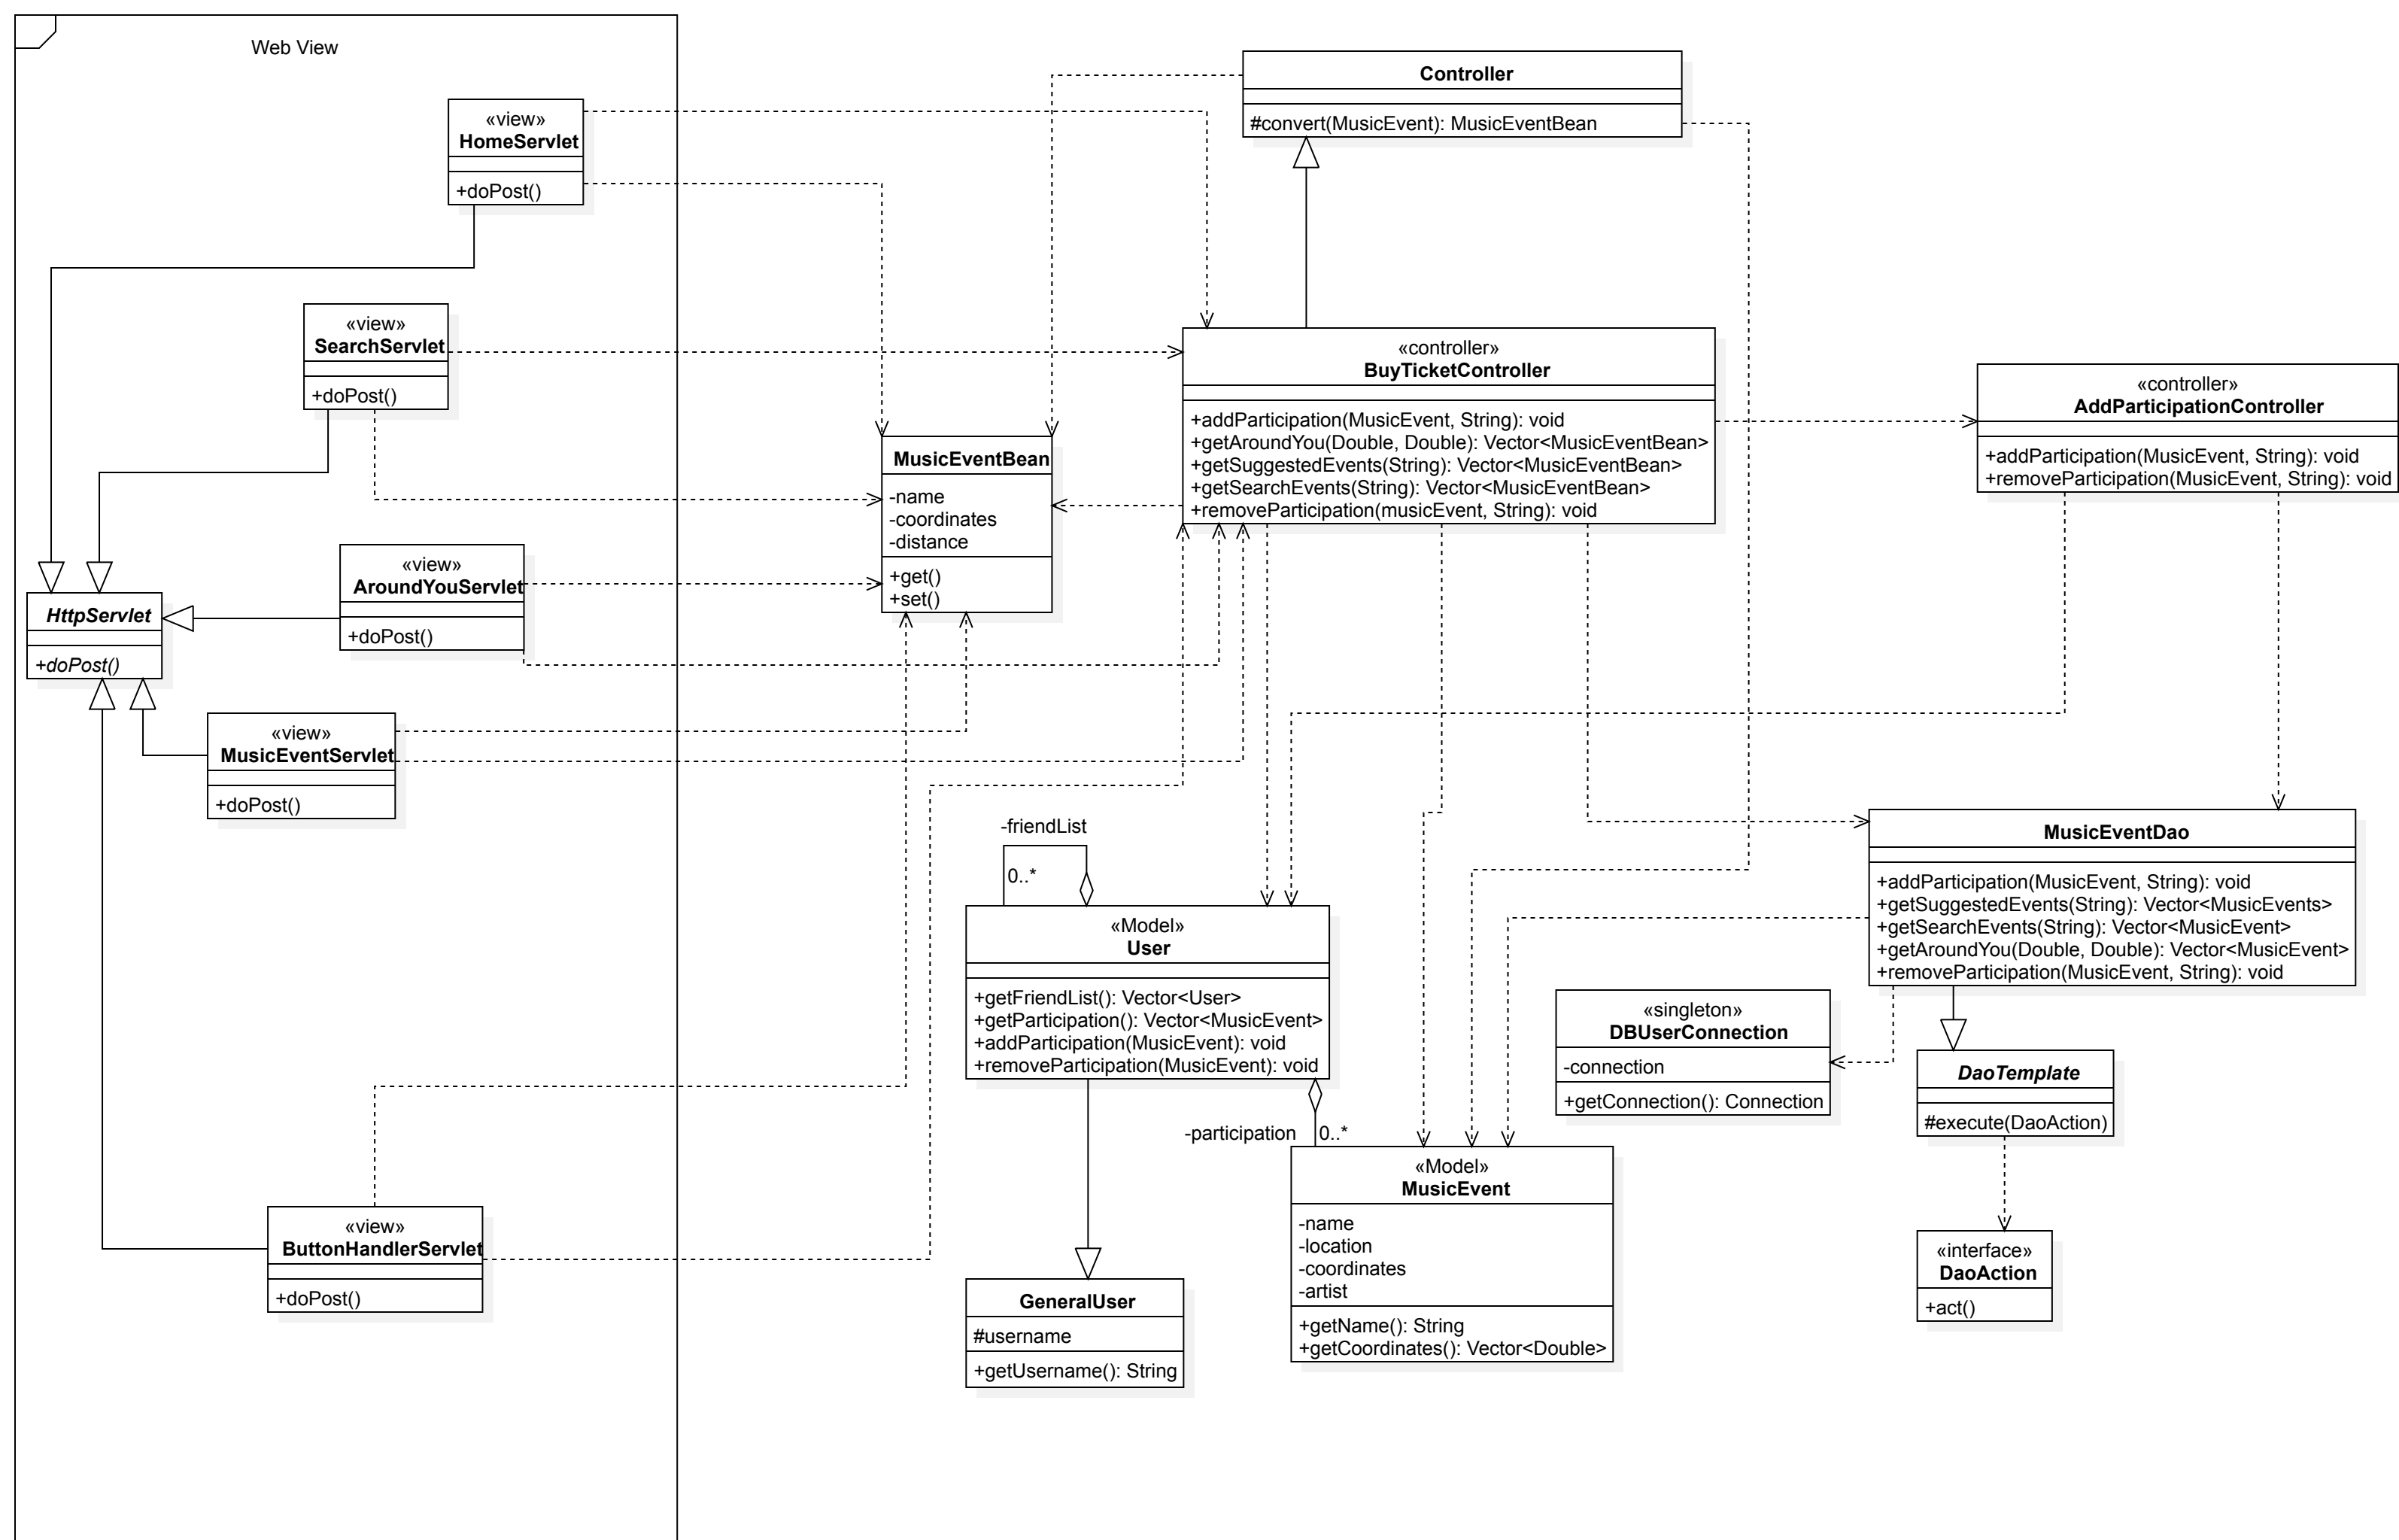 Web View
«view»
HomeServlet
+doPost()
«view»
SearchServlet
+doPost()
«view»
AroundYouServlet
+doPost()
HttpServlet
+doPost()
«view»
MusicEventServlet
+doPost()
«view»
ButtonHandlerServlet
+doPost()
MusicEventBean
-name
-coordinates
-distance
+get()
+set()
Controller
#convert(MusicEvent): MusicEventBean
«controller»
BuyTicketController
+addParticipation(MusicEvent, String): void
+getAroundYou(Double, Double): Vector<MusicEventBean>
+getSuggestedEvents(String): Vector<MusicEventBean>
+getSearchEvents(String): Vector<MusicEventBean>
+removeParticipation(musicEvent, String): void
«controller»
AddParticipationController
+addParticipation(MusicEvent, String): void
+removeParticipation(MusicEvent, String): void
-friendList
0..*
«Model»
User
+getFriendList(): Vector<User>
+getParticipation(): Vector<MusicEvent>
+addParticipation(MusicEvent): void
+removeParticipation(MusicEvent): void
-participation
0..*
GeneralUser
#username
+getUsername(): String
«Model»
MusicEvent
-name
-location
-coordinates
-artist
+getName(): String
+getCoordinates(): Vector<Double>
MusicEventDao
+addParticipation(MusicEvent, String): void
+getSuggestedEvents(String): Vector<MusicEvents>
+getSearchEvents(String): Vector<MusicEvent>
+getAroundYou(Double, Double): Vector<MusicEvent>
+removeParticipation(MusicEvent, String): void
«singleton»
DBUserConnection
-connection
+getConnection(): Connection
DaoTemplate
#execute(DaoAction)
«interface»
DaoAction
+act()